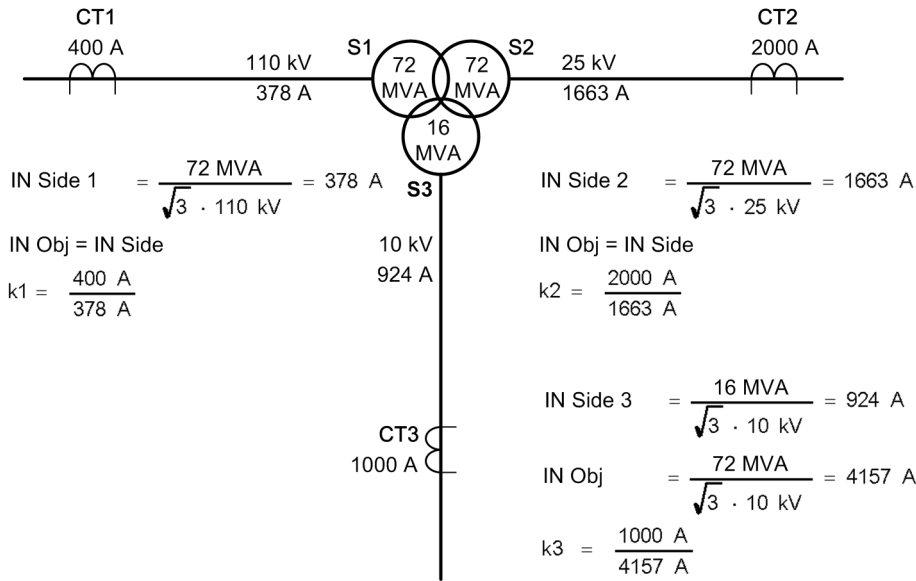 CT1
400 A
110 kV
378 A
S1
72
MVA
72
MVA
S2
16
MVA
S3
25 kV
1663 A
CT2
2000 A
IN Side 1 = 72 MVA / √3 · 110 kV = 378 A
IN Obj = IN Side
k1 = 400 A / 378 A
10 kV
924 A
IN Side 2 = 72 MVA / √3 · 25 kV = 1663 A
IN Obj = IN Side
k2 = 2000 A / 1663 A
CT3
1000 A
IN Side 3 = 16 MVA / √3 · 10 kV = 924 A
IN Obj = 72 MVA / √3 · 10 kV = 4157 A
k3 = 1000 A / 4157 A